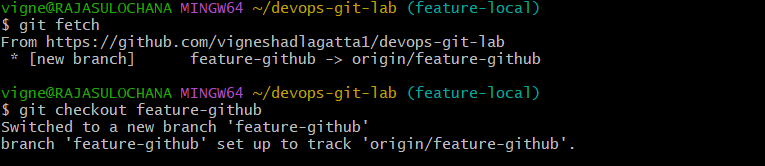 vigne@RAJASULOCHANA MINGW64 ~/devops-git-lab (feature-local)
$ git fetch
From https://github.com/vigneshadlagatta1/devops-git-lab
 * [new branch]      feature-github -> origin/feature-github

vigne@RAJASULOCHANA MINGW64 ~/devops-git-lab (feature-local)
$ git checkout feature-github
Switched to a new branch 'feature-github'
branch 'feature-github' set up to track 'origin/feature-github'.